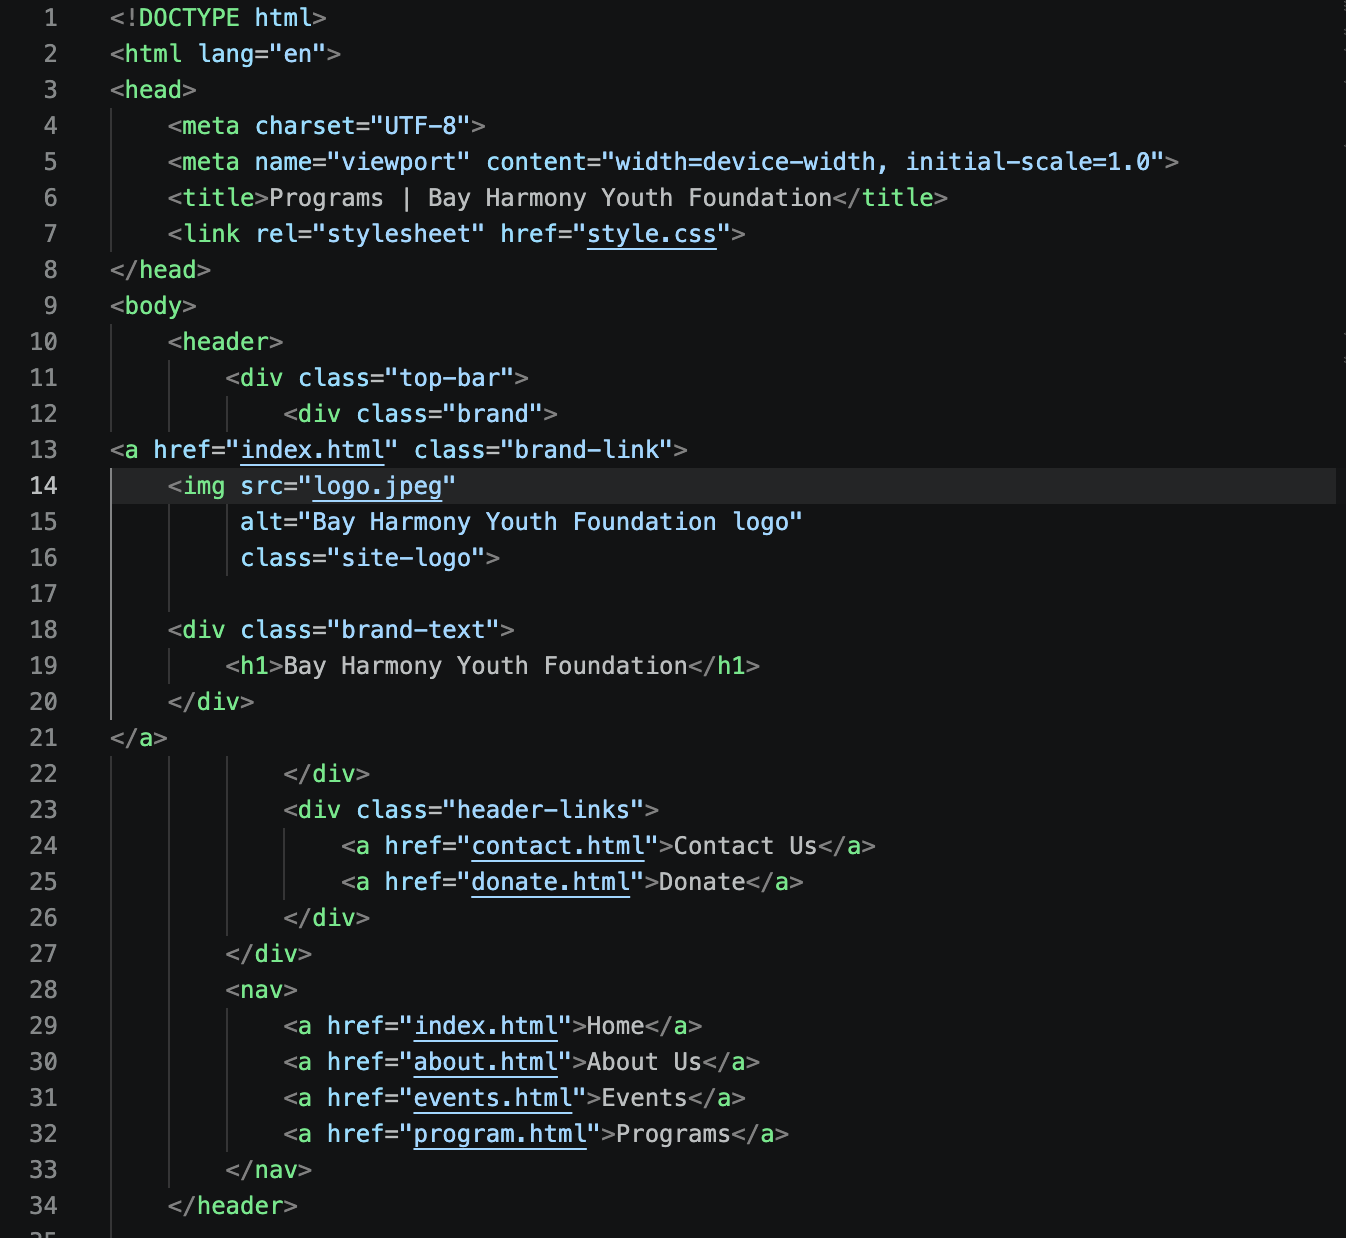 1 <!DOCTYPE html>
2 <html lang="en">
3 <head>
4     <meta charset="UTF-8">
5     <meta name="viewport" content="width=device-width, initial-scale=1.0">
6     <title>Programs | Bay Harmony Youth Foundation</title>
7     <link rel="stylesheet" href="style.css">
8 </head>
9 <body>
10     <header>
11         <div class="top-bar">
12             <div class="brand">
13 <a href="index.html" class="brand-link">
14     <img src="logo.jpeg"
15          alt="Bay Harmony Youth Foundation logo"
16          class="site-logo">
17
18     <div class="brand-text">
19         <h1>Bay Harmony Youth Foundation</h1>
20     </div>
21 </a>
22             </div>
23             <div class="header-links">
24                 <a href="contact.html">Contact Us</a>
25                 <a href="donate.html">Donate</a>
26             </div>
27         </div>
28         <nav>
29             <a href="index.html">Home</a>
30             <a href="about.html">About Us</a>
31             <a href="events.html">Events</a>
32             <a href="program.html">Programs</a>
33         </nav>
34     </header>
35